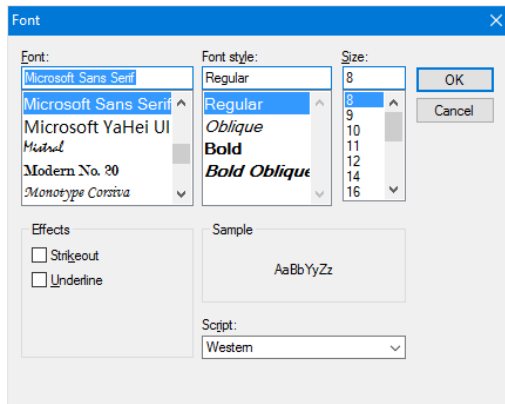 Font
Font:
Microsoft Sans Serif
Microsoft Sans Serif
Microsoft YaHei UI
Mistral
Modern No. 20
Monotype Corsiva
Font style:
Regular
Regular
Oblique
Bold
Bold Oblique
Size:
8
8
9
10
11
12
14
16
OK
Cancel
Effects
Strikeout
Underline
Sample
AaBbYyZz
Script:
Western